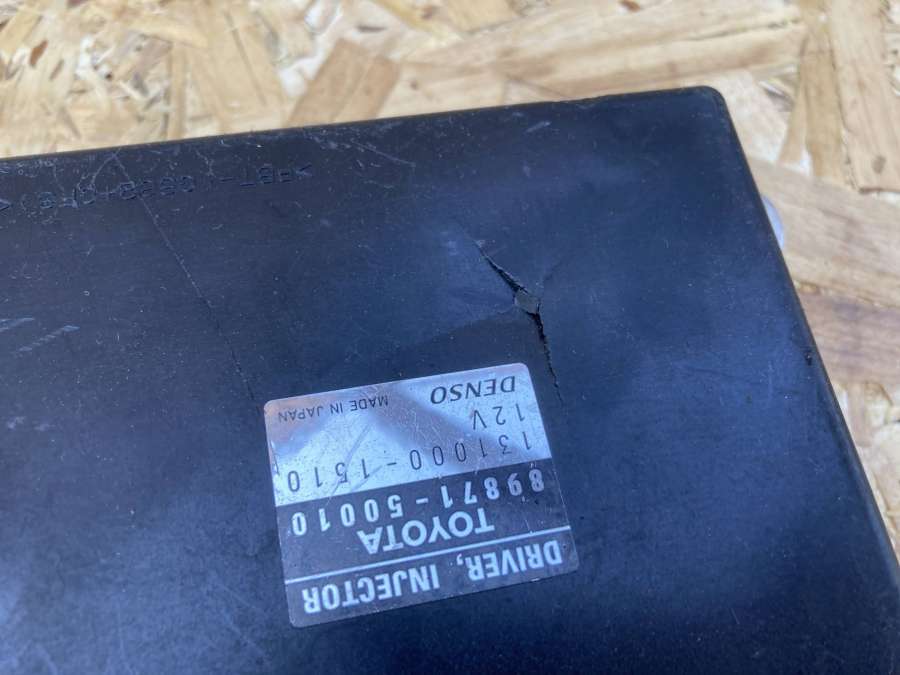 DRIVER, INJECTOR
TOYOTA
89871-50010
131000-1510
12V
DENSO MADE IN JAPAN